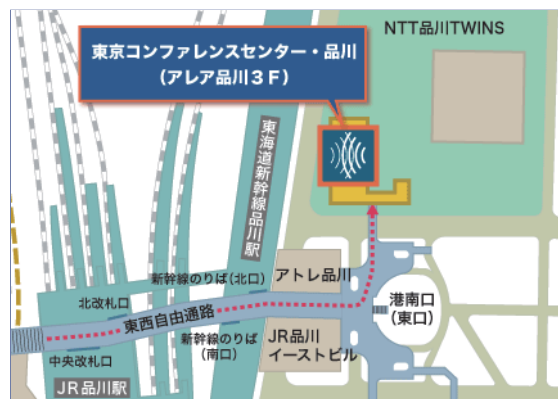 NTT品川TWINS
東京コンファレンスセンター・品川
（アレア品川３Ｆ）
東海道新幹線品川駅
新幹線のりば（北口）
アトレ品川
北改札口
東西自由通路
港南口
（東口）
中央改札口
新幹線のりば
（南口）
JR品川
イーストビル
JR品川駅